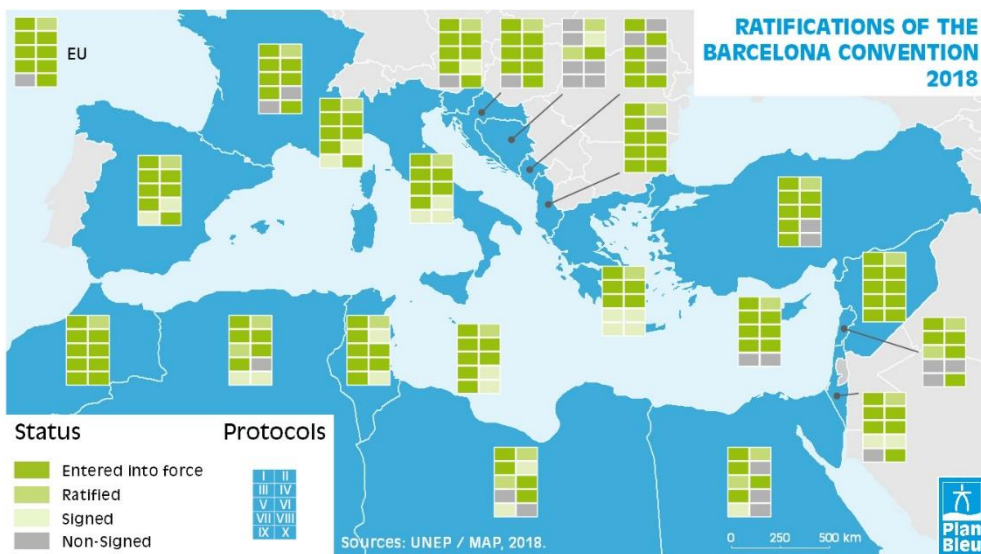 RATIFICATIONS OF THE
BARCELONA CONVENTION
2018
EU
Status
Entered into force
Ratified
Signed
Non-Signed
Protocols
I II
III IV
V VI
VII VIII
IX X
Sources: UNEP / MAP, 2018.
0 250 500 km
Plan
Bleu